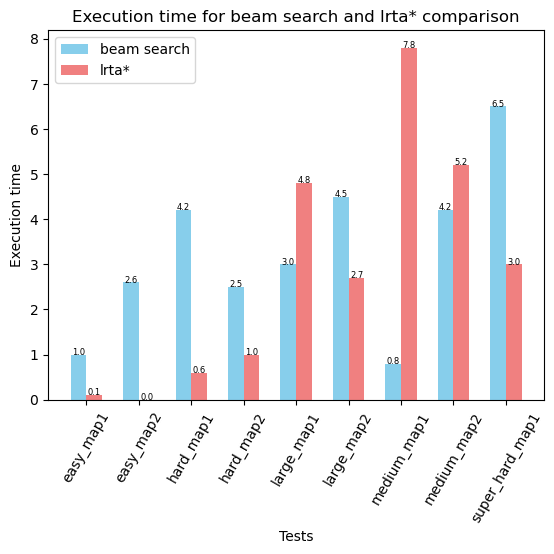 Execution time for beam search and lrta* comparison
beam search
lrta*
Execution time
8
7
6
5
4
3
2
1
0
1.0
0.1
2.6
0.0
4.2
0.6
2.5
1.0
3.0
4.8
4.5
2.7
0.8
7.8
4.2
5.2
6.5
3.0
easy_map1
easy_map2
hard_map1
hard_map2
large_map1
large_map2
medium_map1
medium_map2
super_hard_map1
Tests